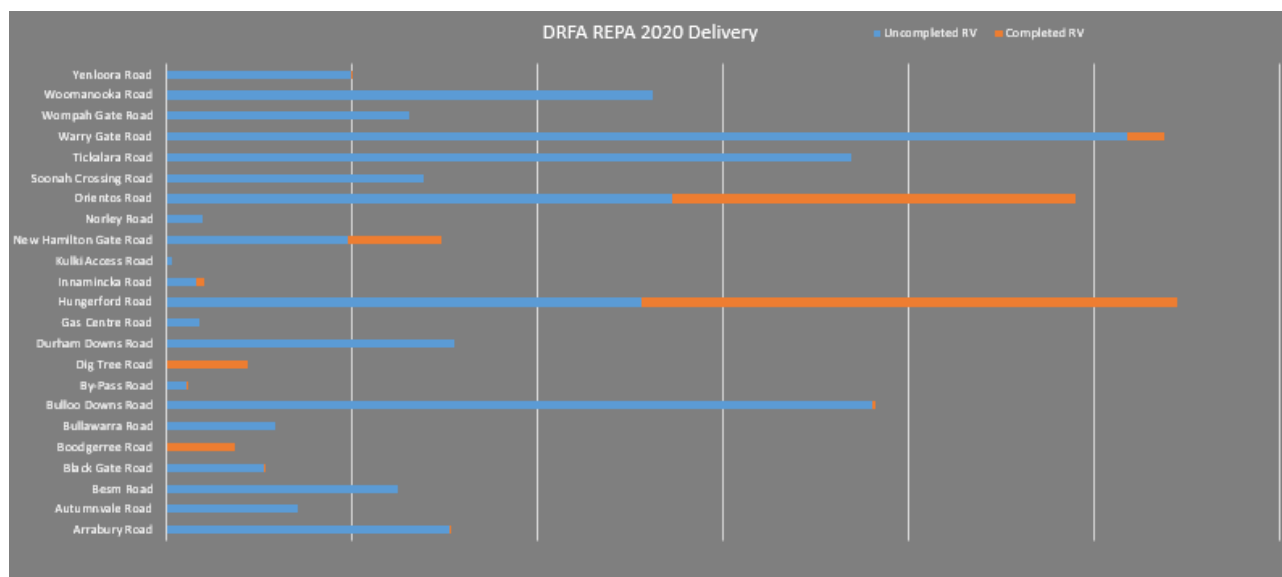 DRFA REPA 2020 Delivery
Uncompleted RV
Completed RV
Yenloora Road
Woomanooka Road
Wompah Gate Road
Warry Gate Road
Tickalara Road
Soonah Crossing Road
Orientos Road
Norley Road
New Hamilton Gate Road
Kulki Access Road
Innamincka Road
Hungerford Road
Gas Centre Road
Durham Downs Road
Dig Tree Road
By-Pass Road
Bulloo Downs Road
Bullawarra Road
Boodgerree Road
Black Gate Road
Besm Road
Autumnvale Road
Arrabury Road